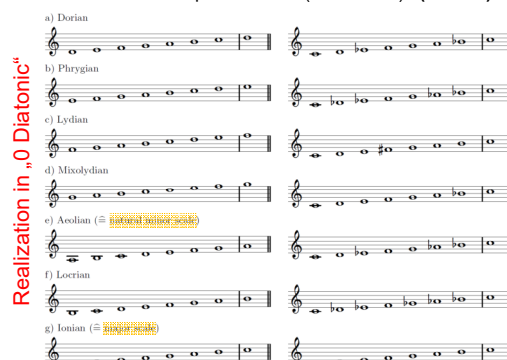 Realization in „0 Diatonic“
a) Dorian
b) Phrygian
c) Lydian
d) Mixolydian
e) Aeolian (≙ natural minor scale)
f) Locrian
g) Ionian (≙ major scale)